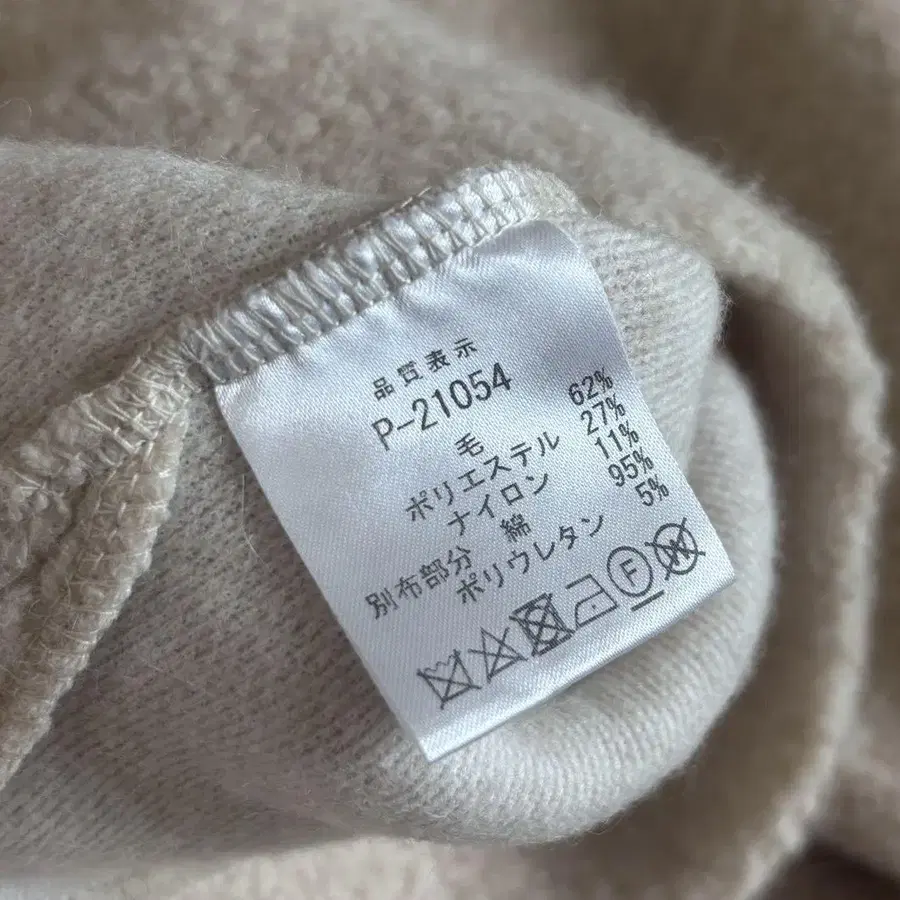 品質表示
P-21054
毛 62%
ポリエステル 27%
ナイロン 11%
別布部分 綿 95%
ポリウレタン 5%
F W